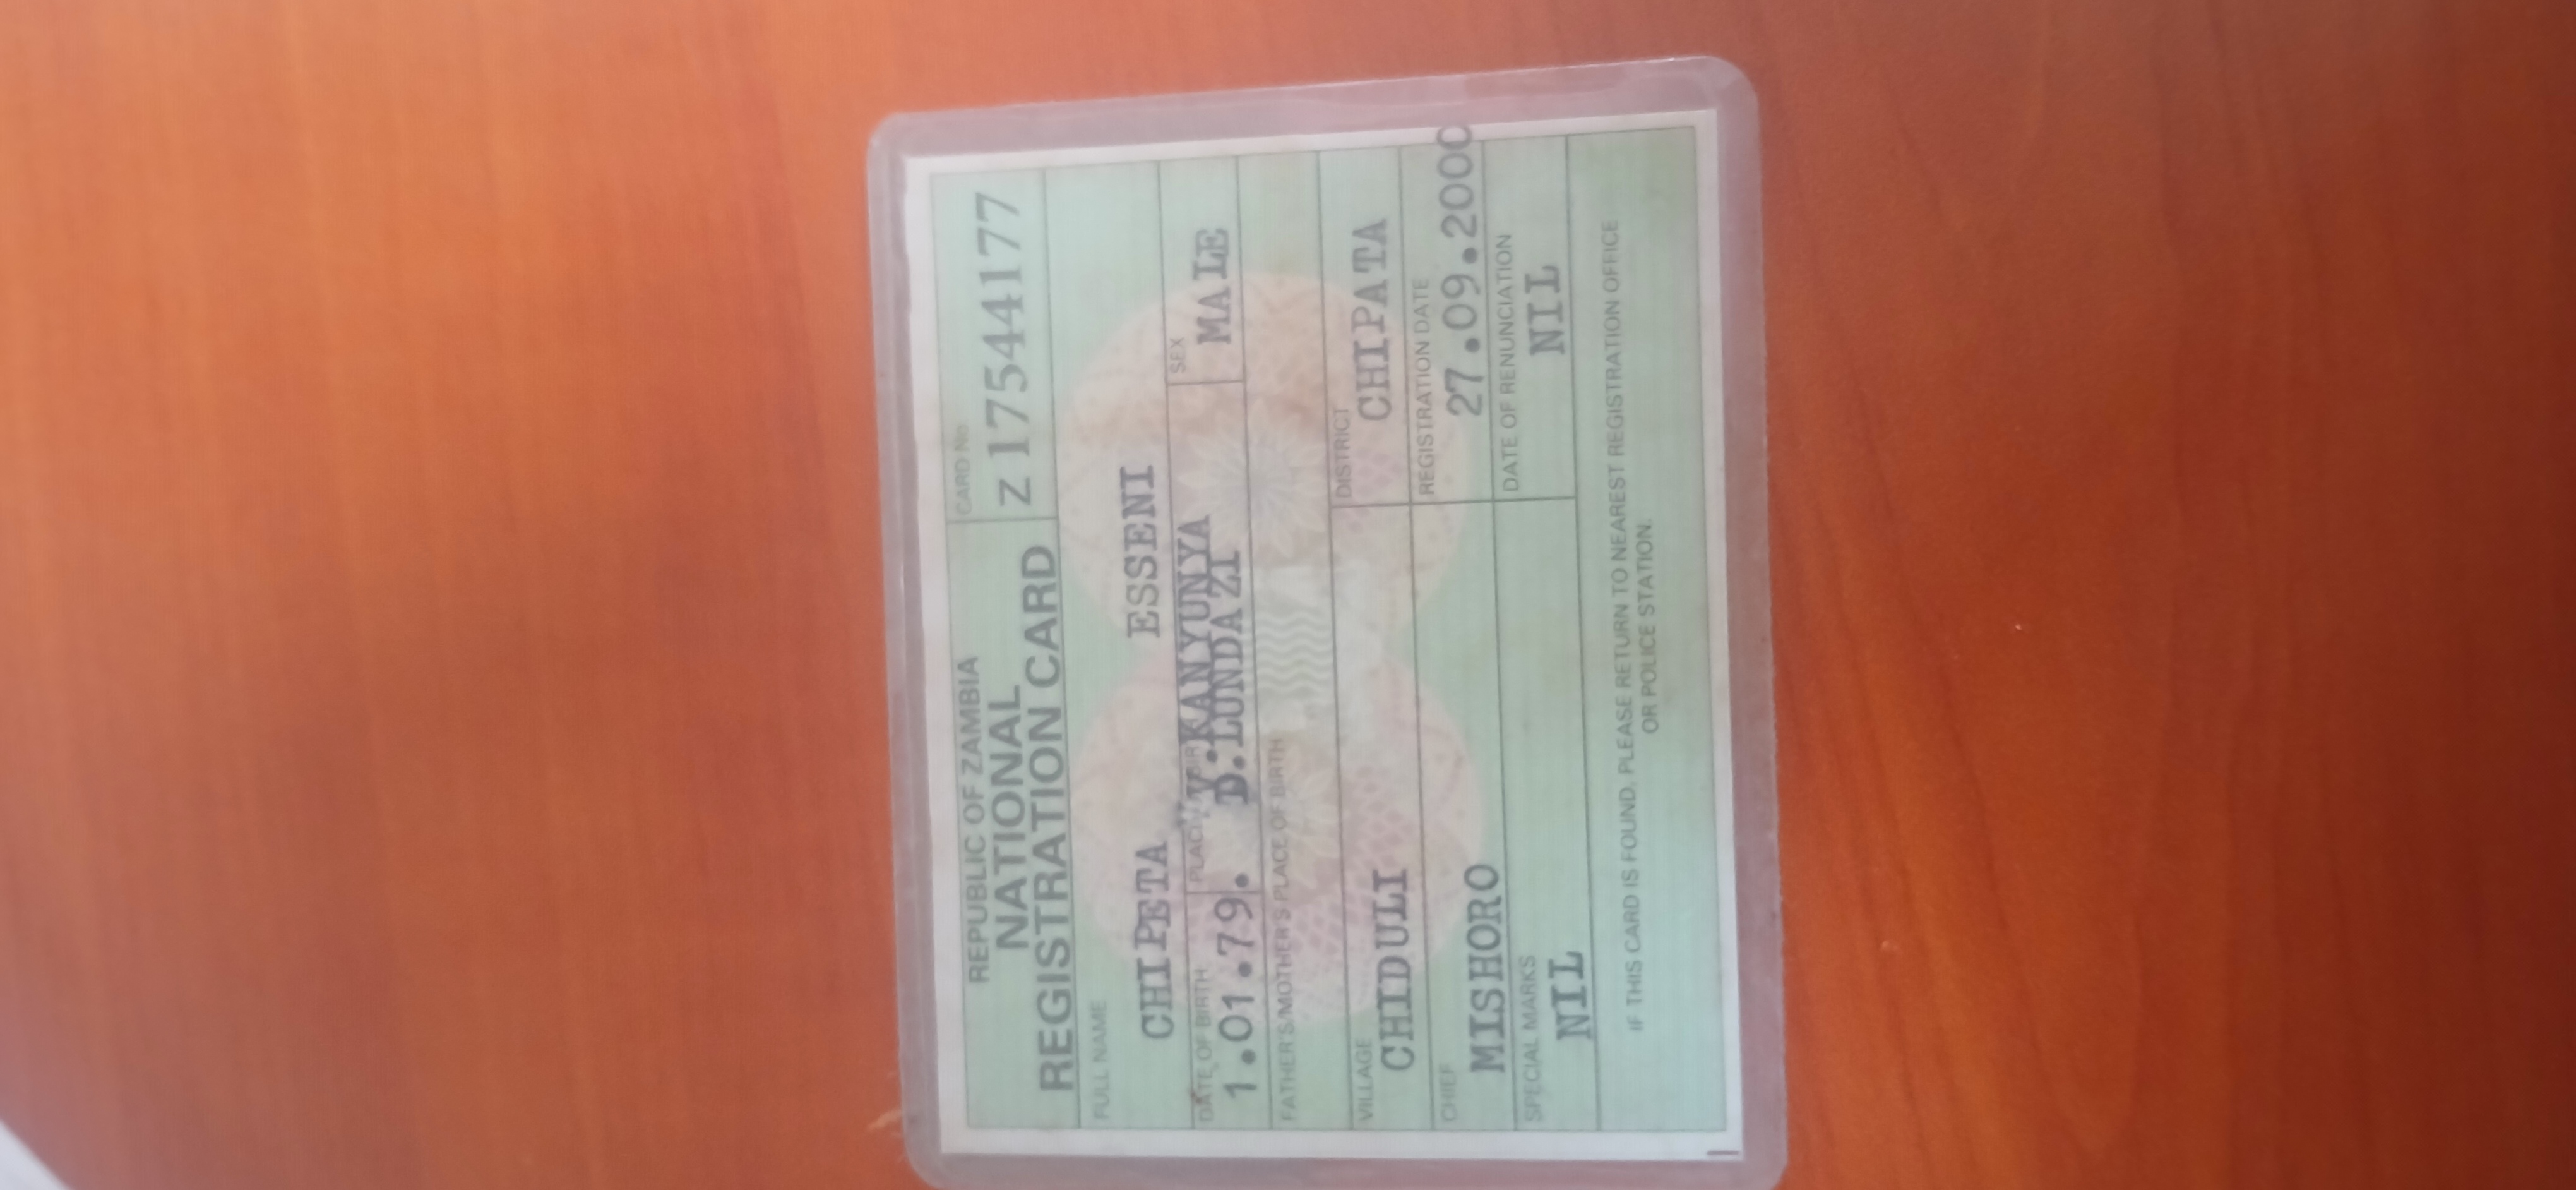 REPUBLIC OF ZAMBIA
NATIONAL
REGISTRATION CARD
CARD No.
Z 17544177
FULL NAME
CHIPETA ESSENI
DATE OF BIRTH
1.01.79.
PLACE
V.KANYUNYA
D.LUNDAZI
SEX
MALE
FATHER'S/MOTHER'S PLACE OF BIRTH
VILLAGE
CHIDULI
DISTRICT
CHIPATA
CHIEF
MISHORO
REGISTRATION DATE
27.09.2000
SPECIAL MARKS
NIL
DATE OF RENUNCIATION
NIL
IF THIS CARD IS FOUND, PLEASE RETURN TO NEAREST REGISTRATION OFFICE
OR POLICE STATION.